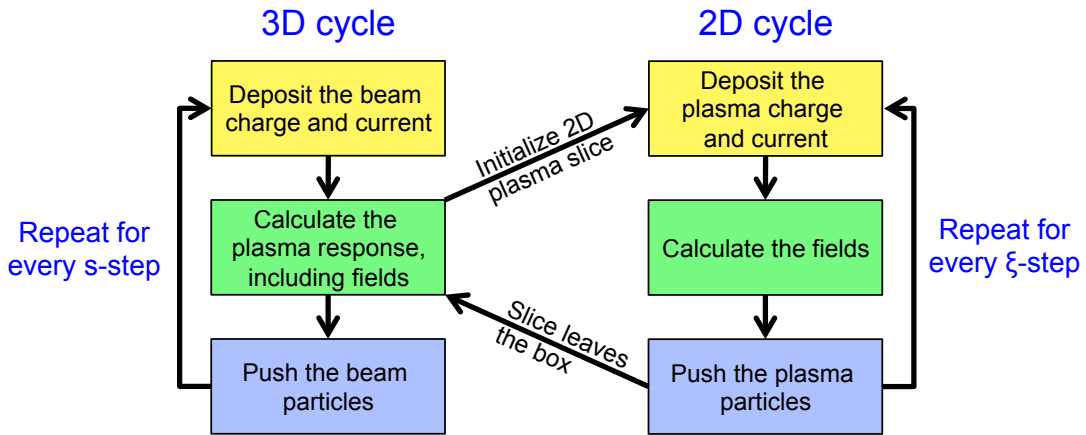 3D cycle
Deposit the beam
charge and current
Calculate the
plasma response,
including fields
Push the beam
particles
Repeat for
every s-step
Initialize 2D
plasma slice
Slice leaves
the box
2D cycle
Deposit the
plasma charge
and current
Calculate the fields
Push the plasma
particles
Repeat for
every ξ-step